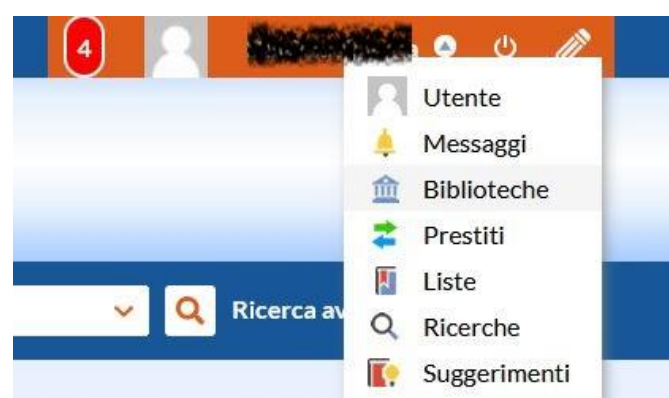 4
Utente
Messaggi
Biblioteche
Prestiti
Liste
Ricerca av
Ricerche
Suggerimenti